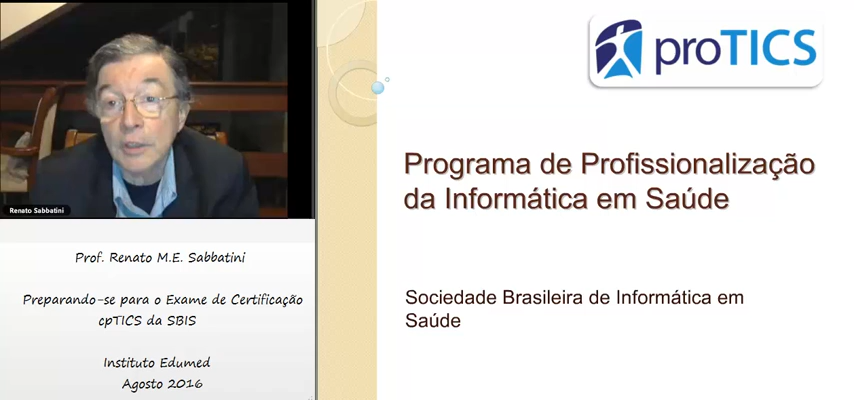 Renato Sabbatini
Prof. Renato M.E. Sabbatini
Preparando-se para o Exame de Certificação
cpTICS da SBIS
Instituto Edumed
Agosto 2016
proTICS
Programa de Profissionalização
da Informática em Saúde
Sociedade Brasileira de Informática em
Saúde